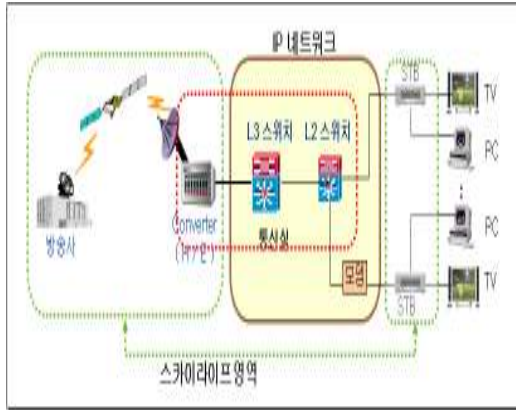 IP 네트워크
STB
TV
L3 스위치
L2 스위치
PC
Converter
방송사
통신실
PC
모뎀
TV
STB
스카이라이프영역